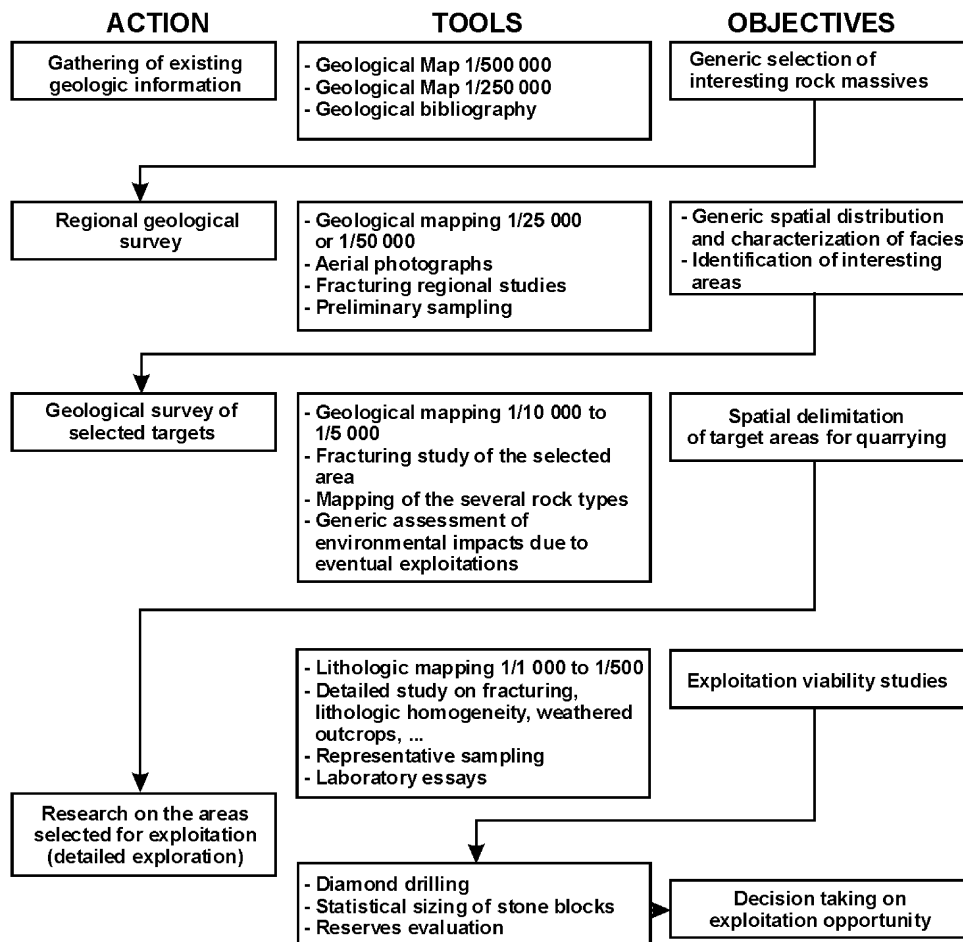 ACTION
TOOLS
OBJECTIVES
Gathering of existing
geologic information
- Geological Map 1/500 000
- Geological Map 1/250 000
- Geological bibliography
Generic selection of
interesting rock massives
Regional geological
survey
- Geological mapping 1/25 000
or 1/50 000
- Aerial photographs
- Fracturing regional studies
- Preliminary sampling
- Generic spatial distribution
and characterization of facies
- Identification of interesting
areas
Geological survey of
selected targets
- Geological mapping 1/10 000 to
1/5 000
- Fracturing study of the selected
area
- Mapping of the several rock types
- Generic assessment of
environmental impacts due to
eventual exploitations
Spatial delimitation
of target areas for quarrying
- Lithologic mapping 1/1 000 to 1/500
- Detailed study on fracturing,
lithologic homogeneity, weathered
outcrops, ...
- Representative sampling
- Laboratory essays
Exploitation viability studies
Research on the areas
selected for exploitation
(detailed exploration)
- Diamond drilling
- Statistical sizing of stone blocks
- Reserves evaluation
Decision taking on
exploitation opportunity